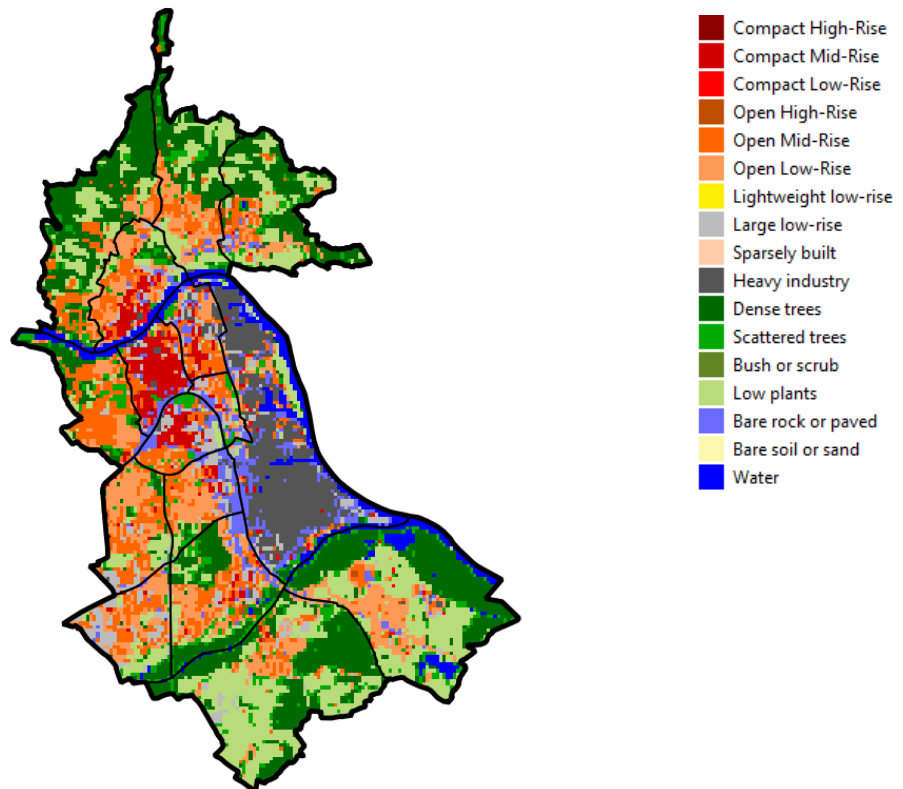 Compact High-Rise
Compact Mid-Rise
Compact Low-Rise
Open High-Rise
Open Mid-Rise
Open Low-Rise
Lightweight low-rise
Large low-rise
Sparsely built
Heavy industry
Dense trees
Scattered trees
Bush or scrub
Low plants
Bare rock or paved
Bare soil or sand
Water